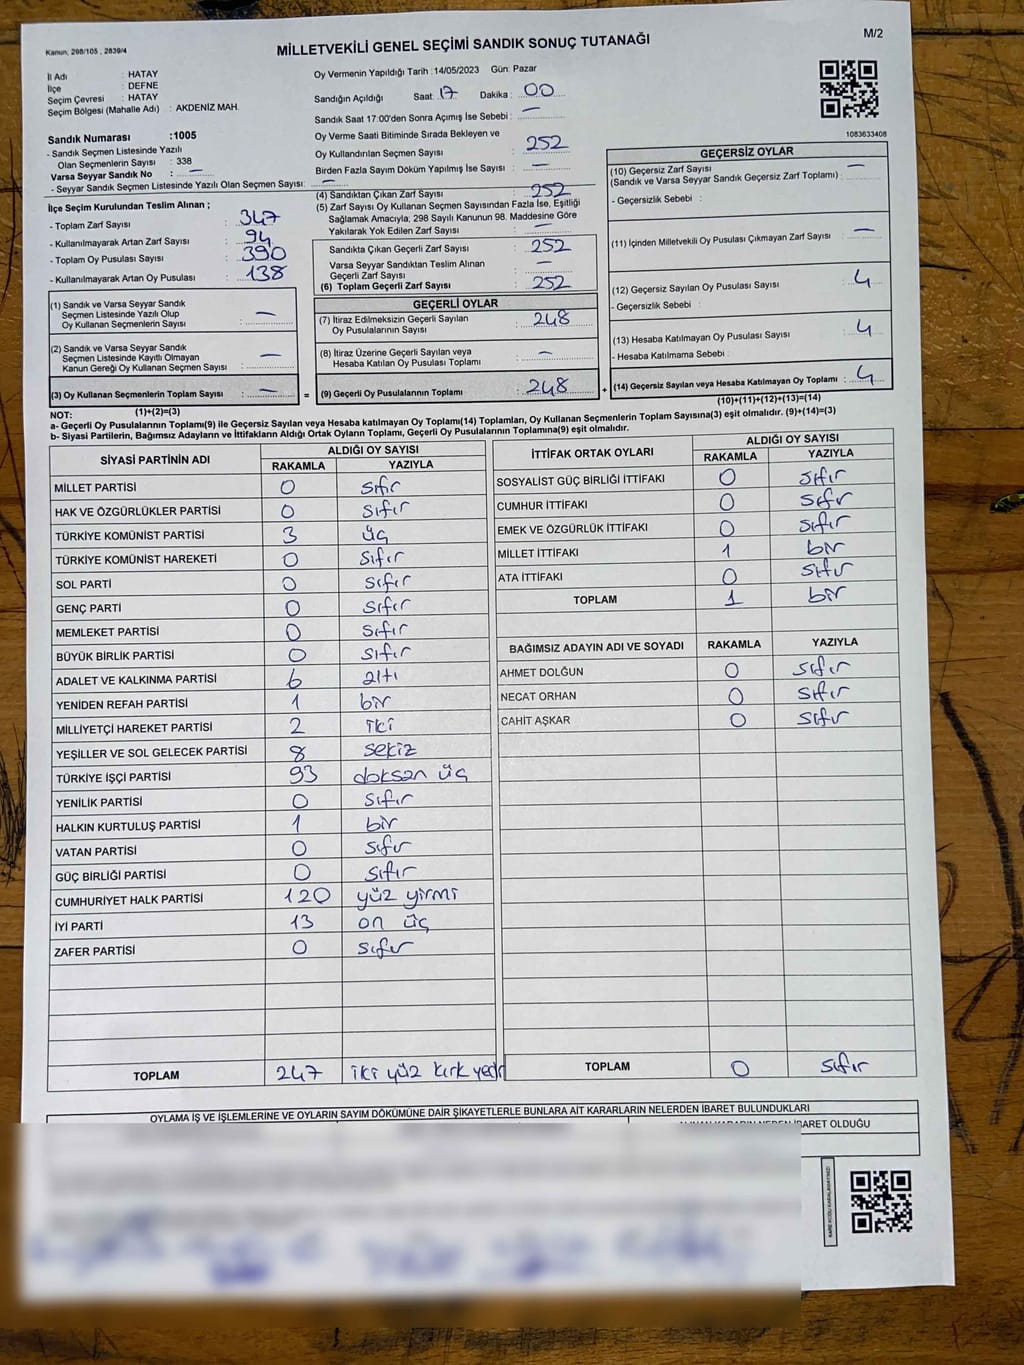 Kanun; 298/105 , 2839/4
MİLLETVEKİLİ GENEL SEÇİMİ SANDIK SONUÇ TUTANAĞI
M/2
İl Adı : HATAY
İlçe : DEFNE
Seçim Çevresi : HATAY
Seçim Bölgesi (Mahalle Adı) : AKDENİZ MAH.
Sandık Numarası :1005
- Sandık Seçmen Listesinde Yazılı
Olan Seçmenlerin Sayısı : 338
Varsa Seyyar Sandık No : —
- Seyyar Sandık Seçmen Listesinde Yazılı Olan Seçmen Sayısı: —
İlçe Seçim Kurulundan Teslim Alınan ;
- Toplam Zarf Sayısı : 347
- Kullanılmayarak Artan Zarf Sayısı : 94
- Toplam Oy Pusulası Sayısı : 390
- Kullanılmayarak Artan Oy Pusulası : 138
Oy Vermenin Yapıldığı Tarih :14/05/2023 Gün: Pazar
Sandığın Açıldığı Saat: 17 Dakika : 00
Sandık Saat 17:00'den Sonra Açımış İse Sebebi : —
Oy Verme Saati Bitiminde Sırada Bekleyen ve
Oy Kullandırılan Seçmen Sayısı : 252
Birden Fazla Sayım Döküm Yapılmış İse Sayısı : —
(4) Sandıktan Çıkan Zarf Sayısı : 252
(5) Zarf Sayısı Oy Kullanan Seçmen Sayısından Fazla İse, Eşitliği
Sağlamak Amacıyla; 298 Sayılı Kanunun 98. Maddesine Göre
Yakılarak Yok Edilen Zarf Sayısı : —
Sandıkta Çıkan Geçerli Zarf Sayısı : 252
Varsa Seyyar Sandıktan Teslim Alınan
Geçerli Zarf Sayısı : —
(6) Toplam Geçerli Zarf Sayısı : 252
1083633408
GEÇERSİZ OYLAR
(10) Geçersiz Zarf Sayısı
(Sandık ve Varsa Seyyar Sandık Geçersiz Zarf Toplamı) : —
- Geçersizlik Sebebi :
(11) İçinden Milletvekili Oy Pusulası Çıkmayan Zarf Sayısı : —
(12) Geçersiz Sayılan Oy Pusulası Sayısı : 4
- Geçersizlik Sebebi :
(13) Hesaba Katılmayan Oy Pusulası Sayısı : 4
- Hesaba Katılmama Sebebi :
(14) Geçersiz Sayılan veya Hesaba Katılmayan Oy Toplamı : 4
(10)+(11)+(12)+(13)=(14)
(1) Sandık ve Varsa Seyyar Sandık
Seçmen Listesinde Yazılı Olup
Oy Kullanan Seçmenlerin Sayısı : —
(2) Sandık ve Varsa Seyyar Sandık
Seçmen Listesinde Kayıtlı Olmayan
Kanun Gereği Oy Kullanan Seçmen Sayısı : —
(3) Oy Kullanan Seçmenlerin Toplam Sayısı : —
(1)+(2)=(3)
=
GEÇERLİ OYLAR
(7) İtiraz Edilmeksizin Geçerli Sayılan
Oy Pusulalarının Sayısı : 248
(8) İtiraz Üzerine Geçerli Sayılan veya
Hesaba Katılan Oy Pusulası Toplamı : —
(9) Geçerli Oy Pusulalarının Toplamı : 248
+
NOT:
a- Geçerli Oy Pusulalarının Toplamı(9) ile Geçersiz Sayılan veya Hesaba katılmayan Oy Toplamı(14) Toplamları, Oy Kullanan Seçmenlerin Toplam Sayısına(3) eşit olmalıdır. (9)+(14)=(3)
b- Siyasi Partilerin, Bağımsız Adayların ve İttifakların Aldığı Ortak Oyların Toplamı, Geçerli Oy Pusulalarının Toplamına(9) eşit olmalıdır.
SİYASİ PARTİNİN ADI ALDIĞI OY SAYISI
RAKAMLA YAZIYLA
MİLLET PARTİSİ 0 sıfır
HAK VE ÖZGÜRLÜKLER PARTİSİ 0 sıfır
TÜRKİYE KOMÜNİST PARTİSİ 3 üç
TÜRKİYE KOMÜNİST HAREKETİ 0 sıfır
SOL PARTİ 0 sıfır
GENÇ PARTİ 0 sıfır
MEMLEKET PARTİSİ 0 sıfır
BÜYÜK BİRLİK PARTİSİ 0 sıfır
ADALET VE KALKINMA PARTİSİ 6 altı
YENİDEN REFAH PARTİSİ 1 bir
MİLLİYETÇİ HAREKET PARTİSİ 2 iki
YEŞİLLER VE SOL GELECEK PARTİSİ 8 sekiz
TÜRKİYE İŞÇİ PARTİSİ 93 doksan üç
YENİLİK PARTİSİ 0 sıfır
HALKIN KURTULUŞ PARTİSİ 1 bir
VATAN PARTİSİ 0 sıfır
GÜÇ BİRLİĞİ PARTİSİ 0 sıfır
CUMHURİYET HALK PARTİSİ 120 yüz yirmi
İYİ PARTİ 13 on üç
ZAFER PARTİSİ 0 sıfır
TOPLAM 247 iki yüz kırk yedi
İTTİFAK ORTAK OYLARI ALDIĞI OY SAYISI
RAKAMLA YAZIYLA
SOSYALİST GÜÇ BİRLİĞİ İTTİFAKI 0 sıfır
CUMHUR İTTİFAKI 0 sıfır
EMEK VE ÖZGÜRLÜK İTTİFAKI 0 sıfır
MİLLET İTTİFAKI 1 bir
ATA İTTİFAKI 0 sıfır
TOPLAM 1 bir
BAĞIMSIZ ADAYIN ADI VE SOYADI RAKAMLA YAZIYLA
AHMET DOLĞUN 0 sıfır
NECAT ORHAN 0 sıfır
CAHİT AŞKAR 0 sıfır
TOPLAM 0 sıfır
OYLAMA İŞ VE İŞLEMLERİNE VE OYLARIN SAYIM DÖKÜMÜNE DAİR ŞİKAYETLERLE BUNLARA AİT KARARLARIN NELERDEN İBARET BULUNDUKLARI
İBARET OLDUĞU